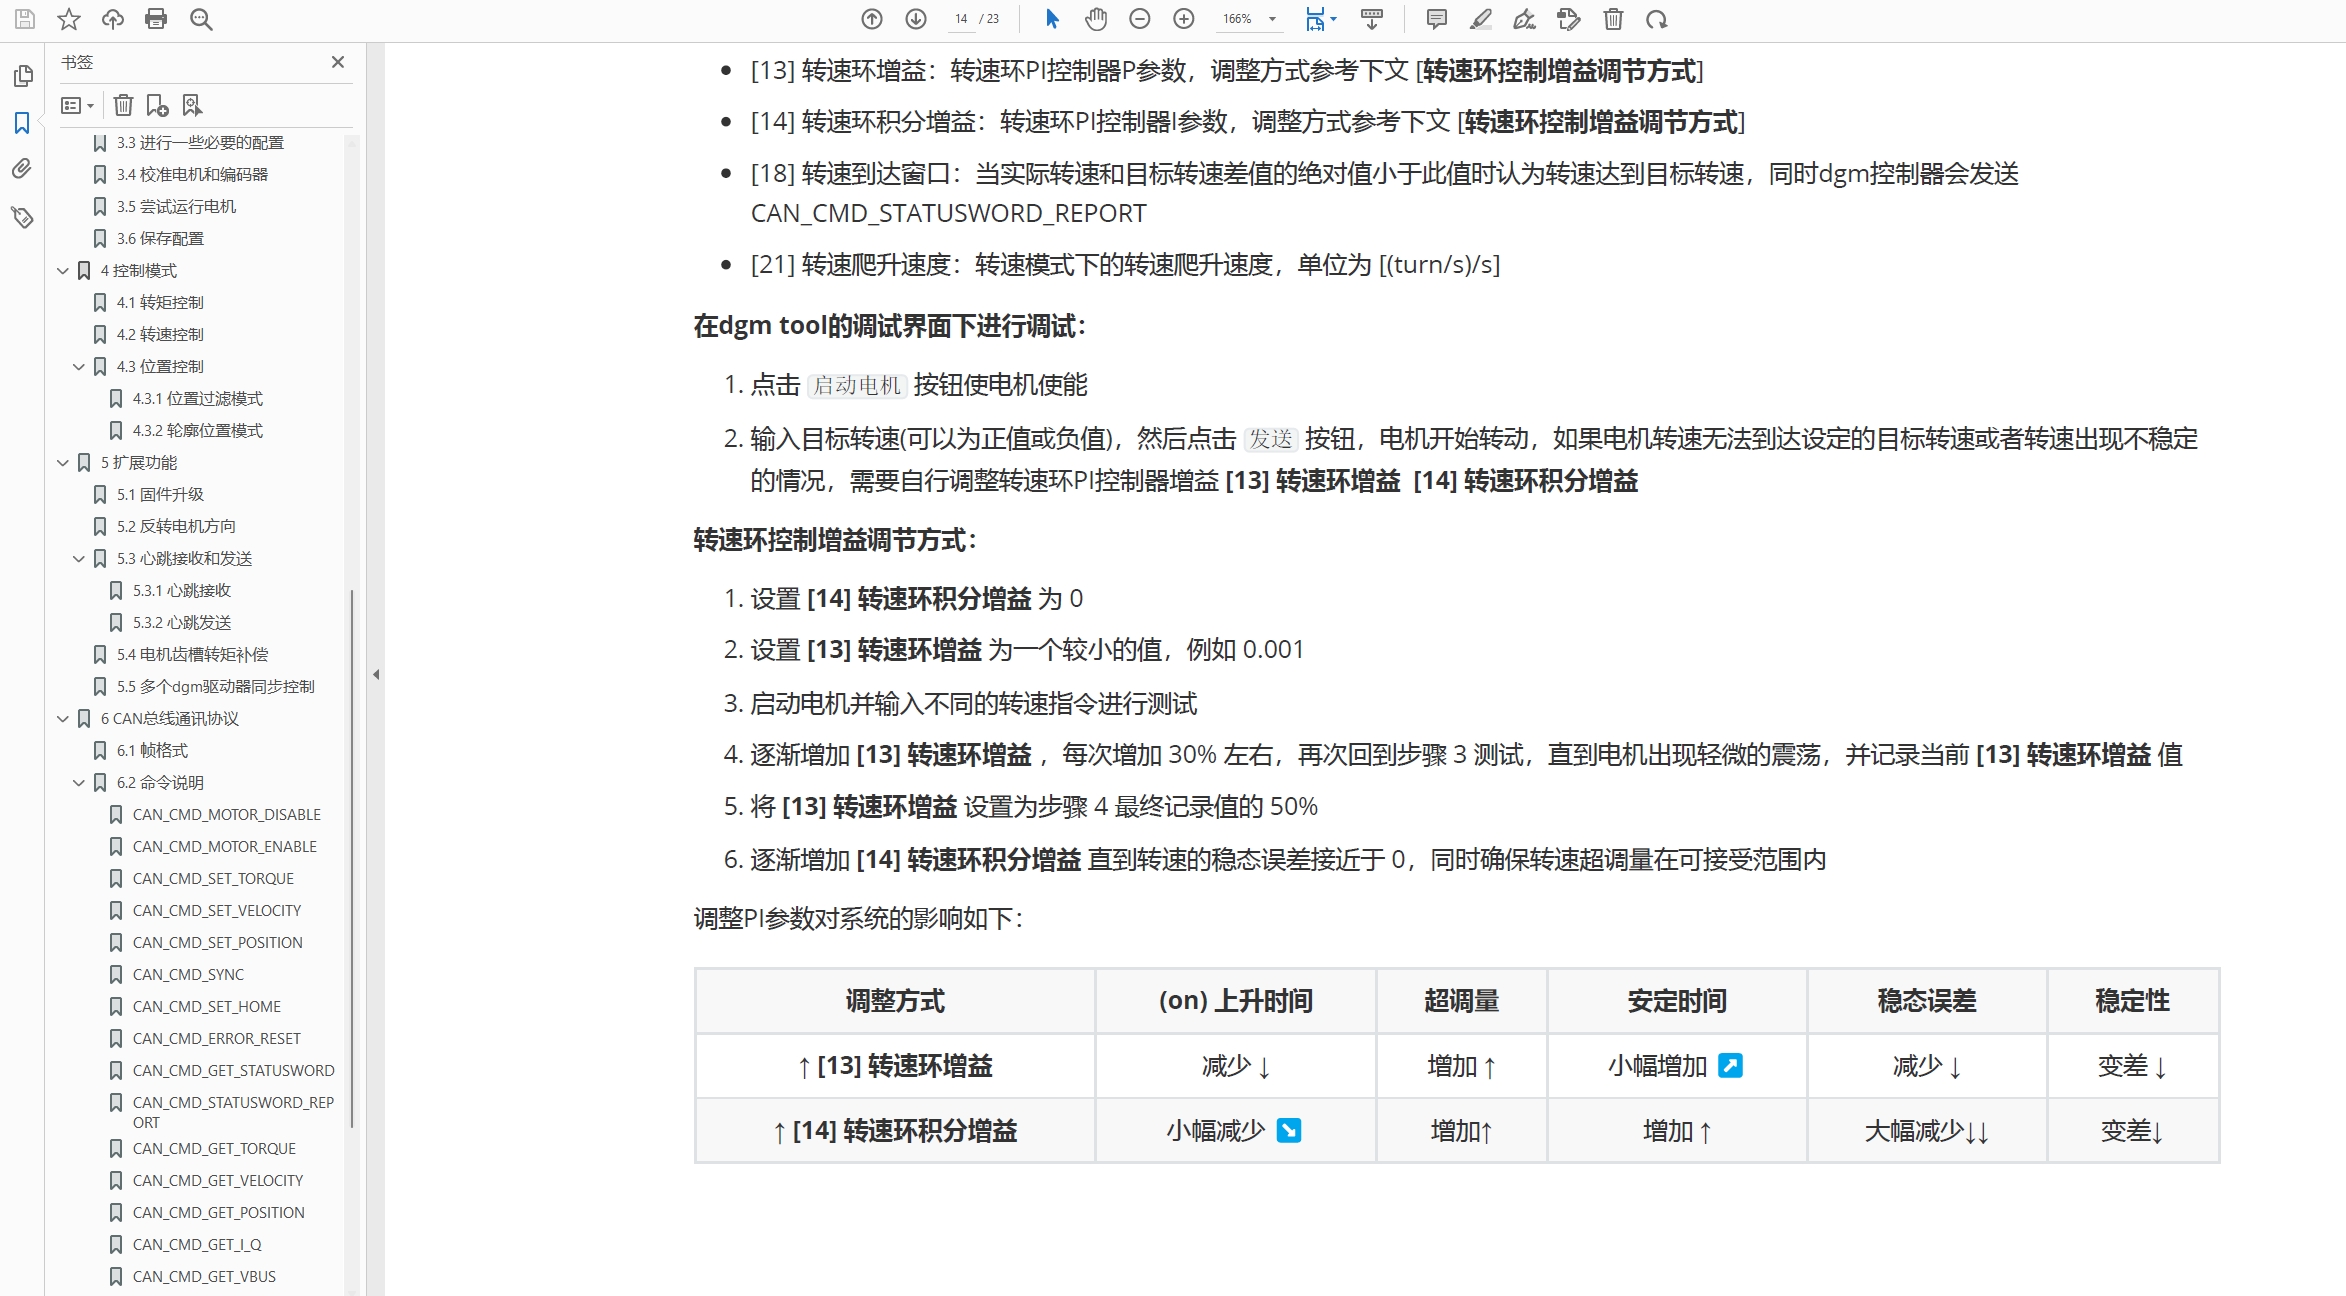 14 / 23
166%
书签
3.3 进行一些必要的配置
3.4 校准电机和编码器
3.5 尝试运行电机
3.6 保存配置
4 控制模式
4.1 转矩控制
4.2 转速控制
4.3 位置控制
4.3.1 位置过滤模式
4.3.2 轮廓位置模式
5 扩展功能
5.1 固件升级
5.2 反转电机方向
5.3 心跳接收和发送
5.3.1 心跳接收
5.3.2 心跳发送
5.4 电机齿槽转矩补偿
5.5 多个dgm驱动器同步控制
6 CAN总线通讯协议
6.1 帧格式
6.2 命令说明
CAN_CMD_MOTOR_DISABLE
CAN_CMD_MOTOR_ENABLE
CAN_CMD_SET_TORQUE
CAN_CMD_SET_VELOCITY
CAN_CMD_SET_POSITION
CAN_CMD_SYNC
CAN_CMD_SET_HOME
CAN_CMD_ERROR_RESET
CAN_CMD_GET_STATUSWORD
CAN_CMD_STATUSWORD_REP
ORT
CAN_CMD_GET_TORQUE
CAN_CMD_GET_VELOCITY
CAN_CMD_GET_POSITION
CAN_CMD_GET_I_Q
CAN_CMD_GET_VBUS
• [13] 转速环增益：转速环PI控制器P参数，调整方式参考下文 [转速环控制增益调节方式]
• [14] 转速环积分增益：转速环PI控制器I参数，调整方式参考下文 [转速环控制增益调节方式]
• [18] 转速到达窗口：当实际转速和目标转速差值的绝对值小于此值时认为转速达到目标转速，同时dgm控制器会发送
CAN_CMD_STATUSWORD_REPORT
• [21] 转速爬升速度：转速模式下的转速爬升速度，单位为 [(turn/s)/s]
在dgm tool的调试界面下进行调试：
1. 点击 启动电机 按钮使电机使能
2. 输入目标转速(可以为正值或负值)，然后点击 发送 按钮，电机开始转动，如果电机转速无法到达设定的目标转速或者转速出现不稳定
的情况，需要自行调整转速环PI控制器增益 [13] 转速环增益 [14] 转速环积分增益
转速环控制增益调节方式：
1. 设置 [14] 转速环积分增益 为 0
2. 设置 [13] 转速环增益 为一个较小的值，例如 0.001
3. 启动电机并输入不同的转速指令进行测试
4. 逐渐增加 [13] 转速环增益 ，每次增加 30% 左右，再次回到步骤 3 测试，直到电机出现轻微的震荡，并记录当前 [13] 转速环增益 值
5. 将 [13] 转速环增益 设置为步骤 4 最终记录值的 50%
6. 逐渐增加 [14] 转速环积分增益 直到转速的稳态误差接近于 0，同时确保转速超调量在可接受范围内
调整PI参数对系统的影响如下：
调整方式 (on) 上升时间 超调量 安定时间 稳态误差 稳定性
↑ [13] 转速环增益 减少 ↓ 增加 ↑ 小幅增加 ↗ 减少 ↓ 变差 ↓
↑ [14] 转速环积分增益 小幅减少 ↘ 增加↑ 增加 ↑ 大幅减少↓↓ 变差↓